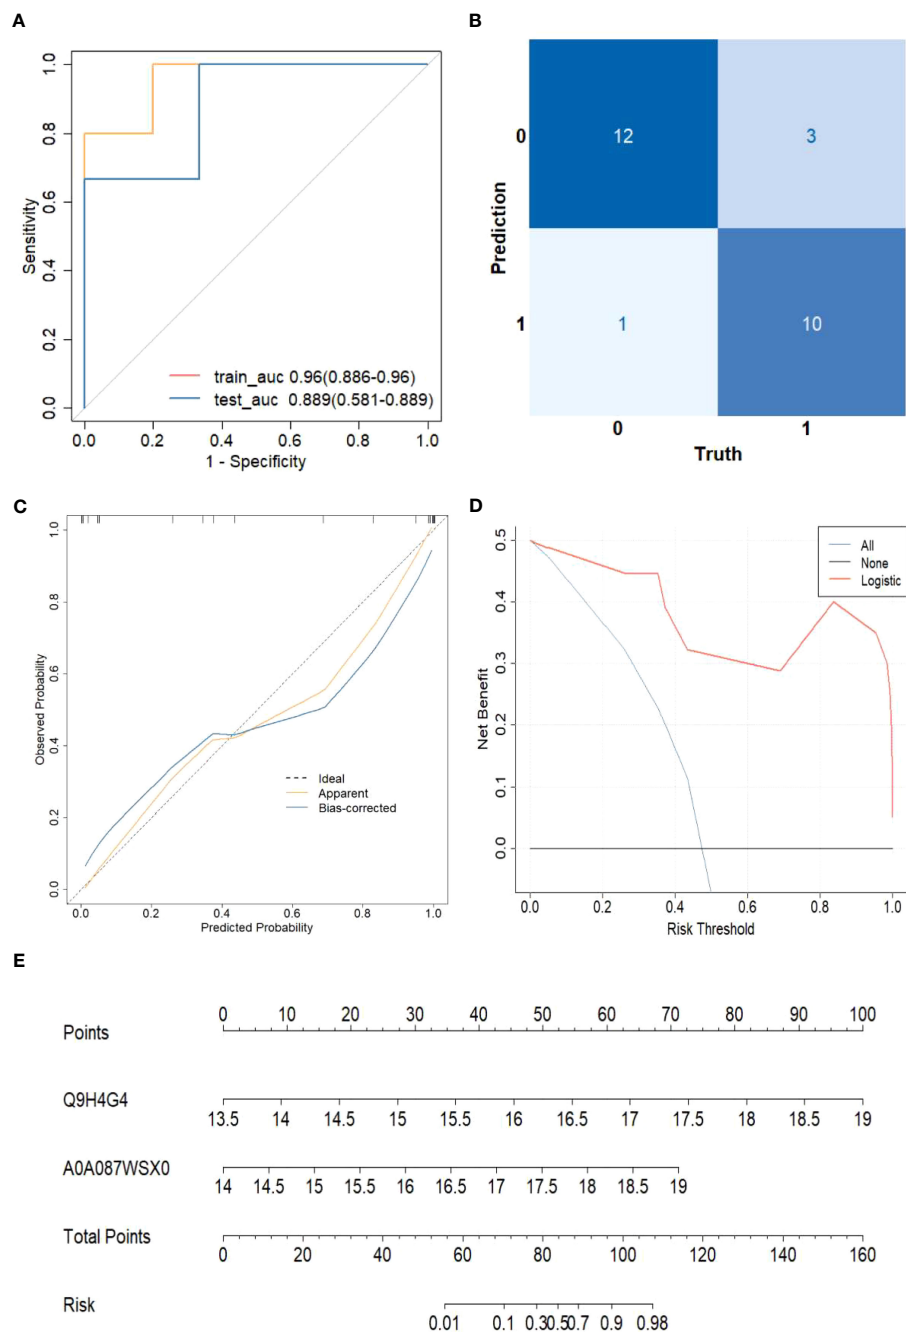 A
Sensitivity
1.0
0.8
0.6
0.4
0.2
0.0
train_auc 0.96(0.886-0.96)
test_auc 0.889(0.581-0.889)
0.0 0.2 0.4 0.6 0.8 1.0
1 - Specificity
B
Prediction
0
12 3
1
1 10
0 1
Truth
C
Observed Probability
1.0
0.8
0.6
0.4
0.2
0.0
Ideal
Apparent
Bias-corrected
0.0 0.2 0.4 0.6 0.8 1.0
Predicted Probability
D
Net Benefit
0.5
0.4
0.3
0.2
0.1
0.0
All
None
Logistic
0.0 0.2 0.4 0.6 0.8 1.0
Risk Threshold
E
0 10 20 30 40 50 60 70 80 90 100
Points
Q9H4G4
13.5 14 14.5 15 15.5 16 16.5 17 17.5 18 18.5 19
A0A087WSX0
14 14.5 15 15.5 16 16.5 17 17.5 18 18.5 19
Total Points
0 20 40 60 80 100 120 140 160
Risk
0.01 0.1 0.3 0.5 0.7 0.9 0.98